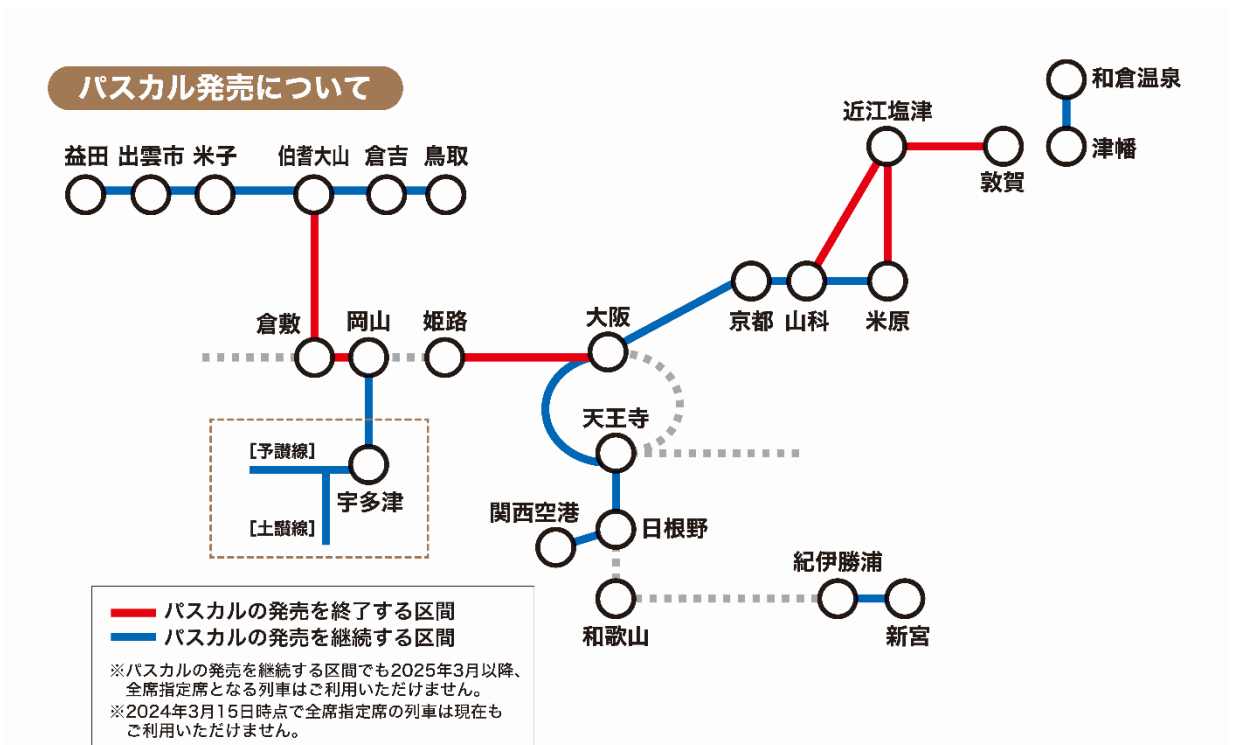 パスカル発売について
和倉温泉
津幡
近江塩津
敦賀
益田
出雲市
米子
伯耆大山
倉吉
鳥取
京都
山科
米原
倉敷
岡山
姫路
大阪
天王寺
[予讃線]
宇多津
[土讃線]
関西空港
日根野
和歌山
紀伊勝浦
新宮
パスカルの発売を終了する区間
パスカルの発売を継続する区間
※パスカルの発売を継続する区間でも2025年3月以降、
全席指定席となる列車はご利用いただけません。
※2024年3月15日時点で全席指定席の列車は現在も
ご利用いただけません。